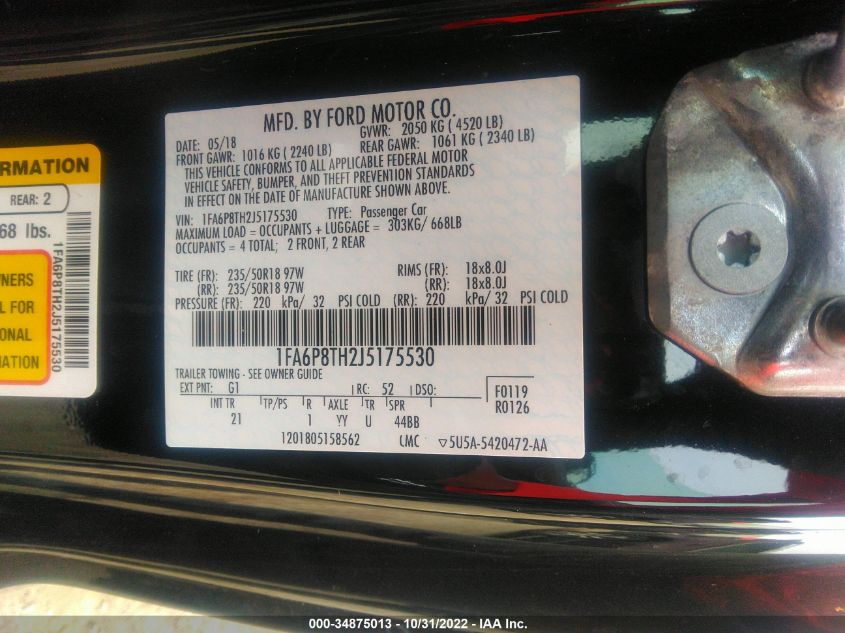 RMATION
REAR: 2
68 lbs.
NERS
L FOR
ONAL
N.
1FA6P8TH2J5175530
MFD. BY FORD MOTOR CO.
DATE: 05/18 GVWR: 2050 KG ( 4520 LB)
FRONT GAWR: 1016 KG ( 2240 LB) REAR GAWR: 1061 KG ( 2340 LB)
THIS VEHICLE CONFORMS TO ALL APPLICABLE FEDERAL MOTOR
VEHICLE SAFETY, BUMPER, AND THEFT PREVENTION STANDARDS
IN EFFECT ON THE DATE OF MANUFACTURE SHOWN ABOVE.
VIN: 1FA6P8TH2J5175530 TYPE: Passenger Car
MAXIMUM LOAD = OCCUPANTS + LUGGAGE = 303KG/ 668LB
OCCUPANTS = 4 TOTAL; 2 FRONT, 2 REAR
TIRE (FR): 235/50R18 97W RIMS (FR): 18x8.0J
(RR): 235/50R18 97W (RR): 18x8.0J
PRESSURE (FR): 220 kPa/ 32 PSI COLD (RR): 220 kPa/ 32 PSI COLD
1FA6P8TH2J5175530
TRAILER TOWING - SEE OWNER GUIDE
EXT PNT: G1 RC: 52 DSO: F0119
R0126
INT TR TP/PS R AXLE TR SPR
21 1 YY U 44BB
1201805158562 CMC ▽5U5A-5420472-AA
000-34875013 - 10/31/2022 - IAA Inc.